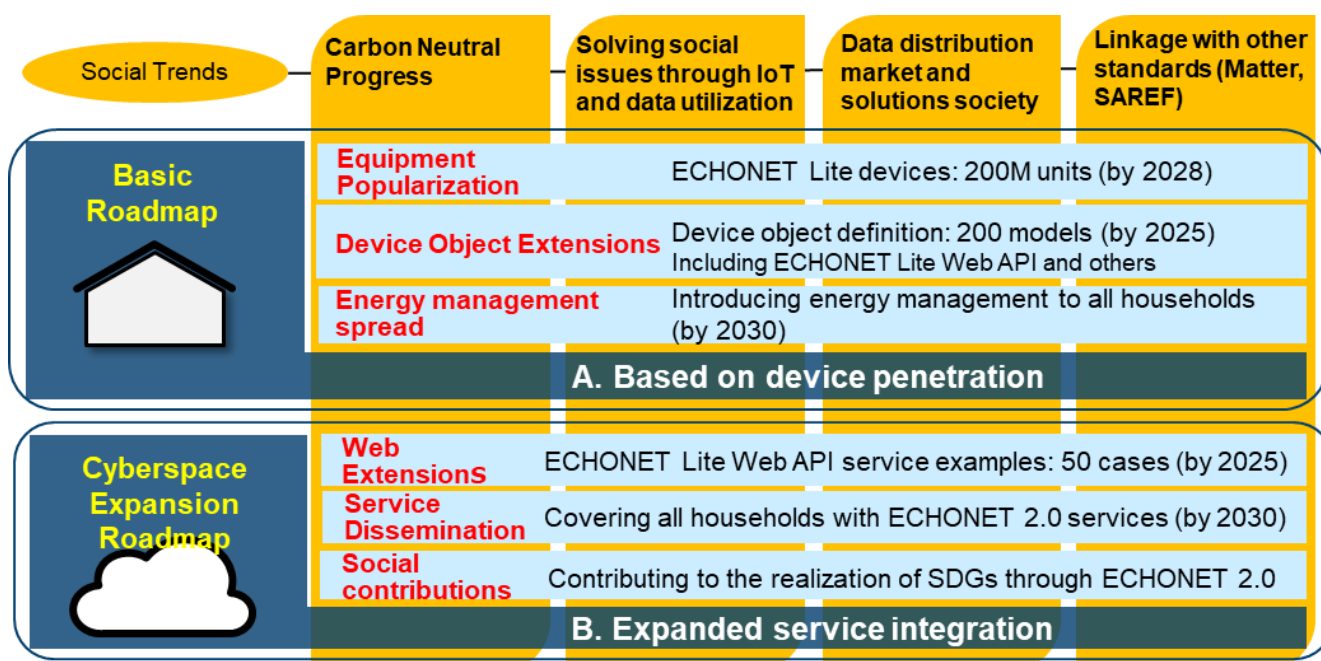 Social Trends
Carbon Neutral
Progress
Solving social
issues through IoT
and data utilization
Data distribution
market and
solutions society
Linkage with other
standards (Matter,
SAREF)
Basic
Roadmap
Equipment
Popularization
ECHONET Lite devices: 200M units (by 2028)
Device Object Extensions
Device object definition: 200 models (by 2025)
Including ECHONET Lite Web API and others
Energy management
spread
Introducing energy management to all households
(by 2030)
A. Based on device penetration
Cyberspace
Expansion
Roadmap
Web
Extensions
ECHONET Lite Web API service examples: 50 cases (by 2025)
Service
Dissemination
Covering all households with ECHONET 2.0 services (by 2030)
Social
contributions
Contributing to the realization of SDGs through ECHONET 2.0
B. Expanded service integration